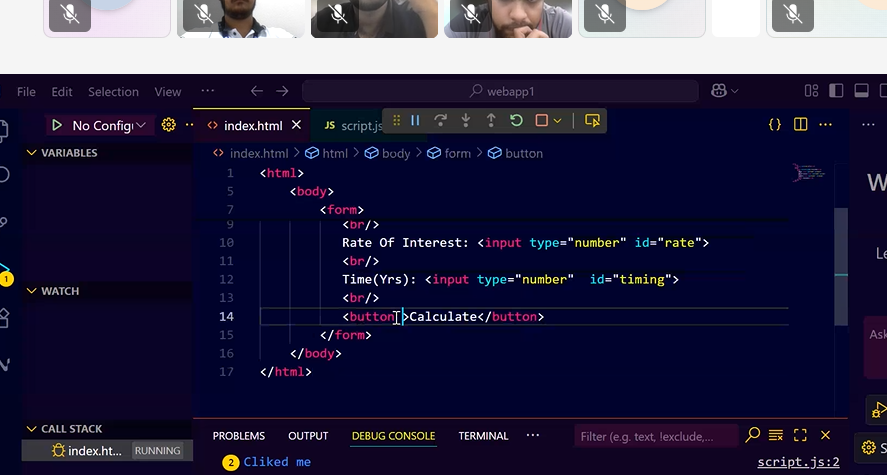 File Edit Selection View ··· webapp1
No Config index.html JS script.js
VARIABLES
index.html > html > body > form > button
1 <html>
5 <body>
7 <form>
9 <br/>
10 Rate Of Interest: <input type="number" id="rate">
11 <br/>
12 Time(Yrs): <input type="number"  id="timing">
13 <br/>
14 <button >Calculate</button>
15 </form>
16 </body>
17 </html>
WATCH
1
W
Le
Ask
CALL STACK
index.ht... RUNNING
PROBLEMS OUTPUT DEBUG CONSOLE TERMINAL ··· Filter (e.g. text, !exclude,...
2 Cliked me script.js:2
S